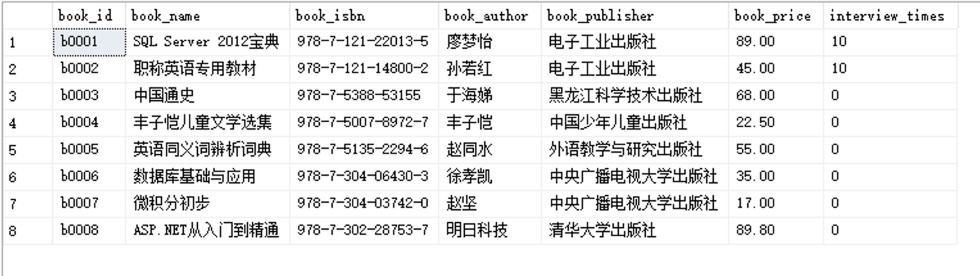 book_id book_name book_isbn book_author book_publisher book_price interview_times
1 b0001 SQL Server 2012宝典 978-7-121-22013-5 廖梦怡 电子工业出版社 89.00 10
2 b0002 职称英语专用教材 978-7-121-14800-2 孙若红 电子工业出版社 45.00 10
3 b0003 中国通史 978-7-5388-53155 于海娣 黑龙江科学技术出版社 68.00 0
4 b0004 丰子恺儿童文学选集 978-7-5007-8972-7 丰子恺 中国少年儿童出版社 22.50 0
5 b0005 英语同义词辨析词典 978-7-5135-2294-6 赵同水 外语教学与研究出版社 55.00 0
6 b0006 数据库基础与应用 978-7-304-06430-3 徐孝凯 中央广播电视大学出版社 35.00 0
7 b0007 微积分初步 978-7-304-03742-0 赵坚 中央广播电视大学出版社 17.00 0
8 b0008 ASP.NET从入门到精通 978-7-302-28753-7 明日科技 清华大学出版社 89.80 0